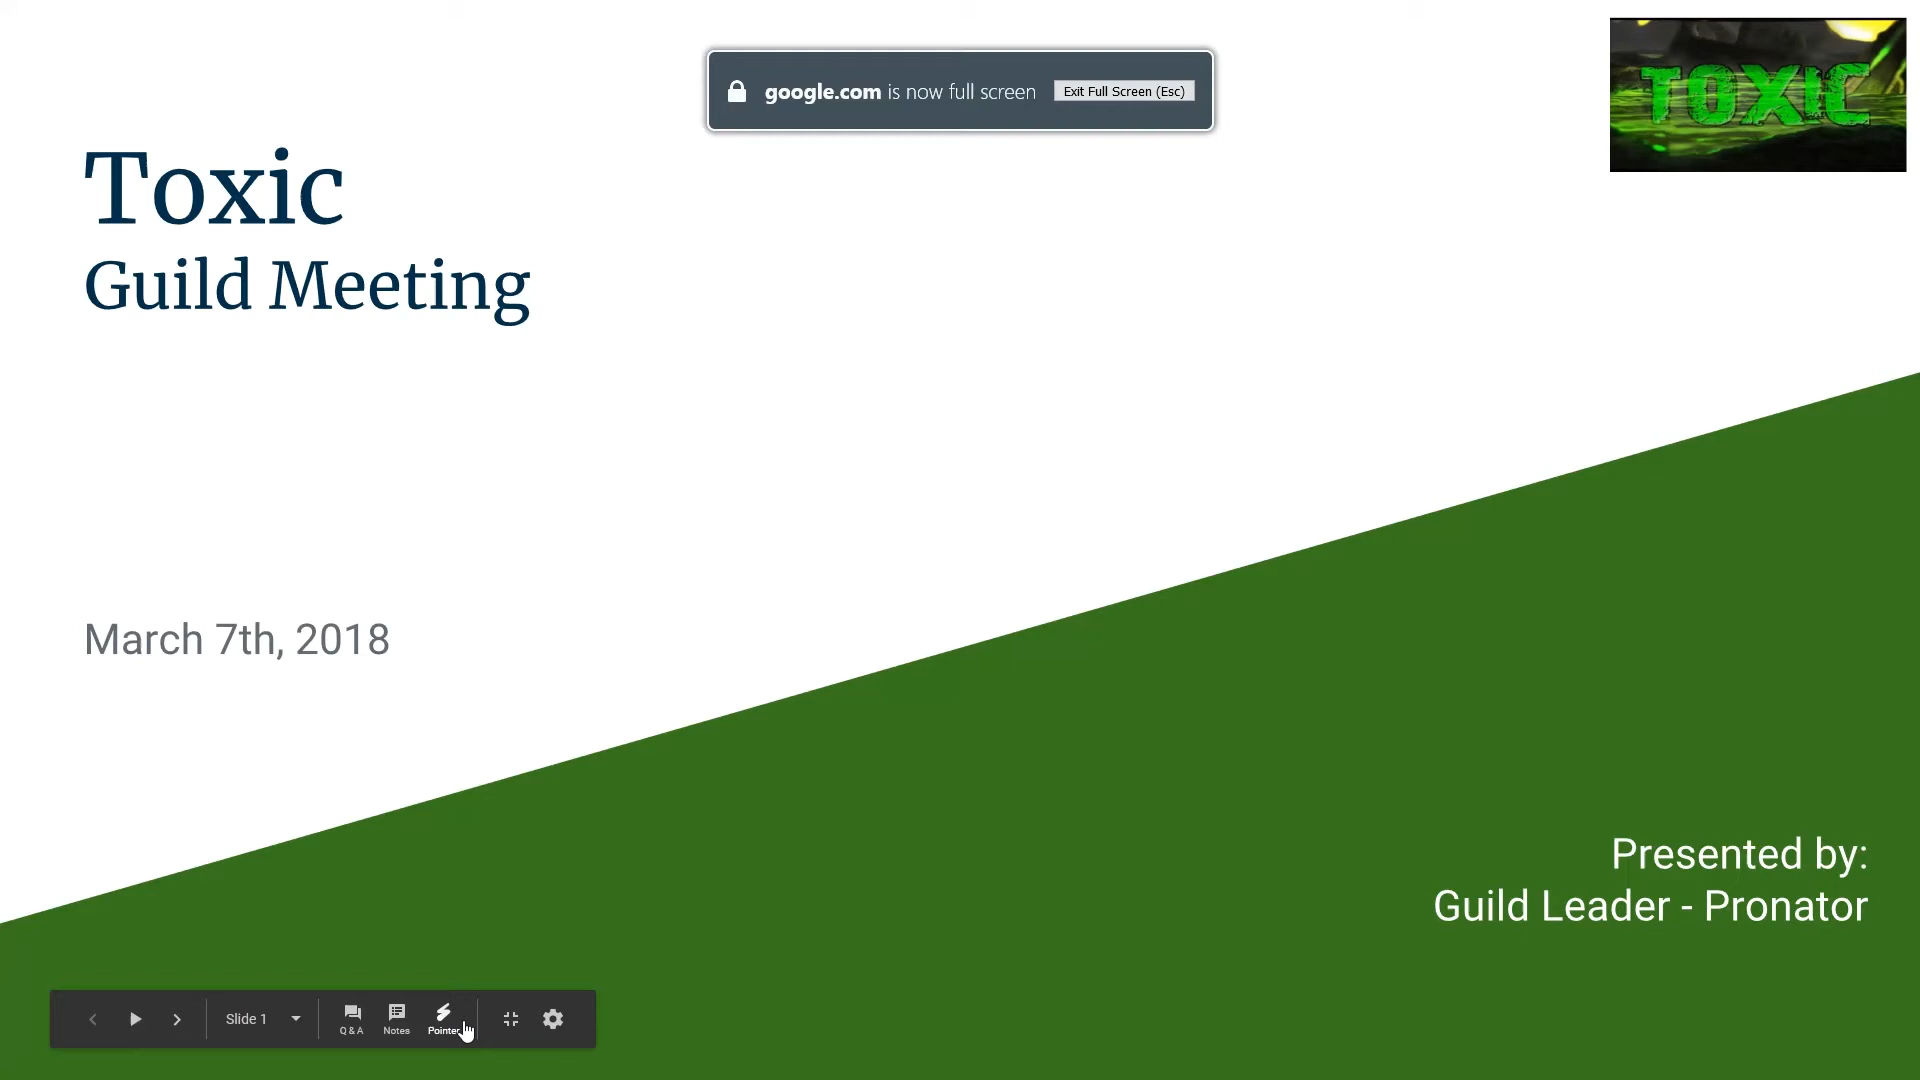 google.com is now full screen Exit Full Screen (Esc)
TOXIC
Toxic
Guild Meeting
March 7th, 2018
Presented by:
Guild Leader - Pronator
Slide 1
Q & A
Notes
Pointer